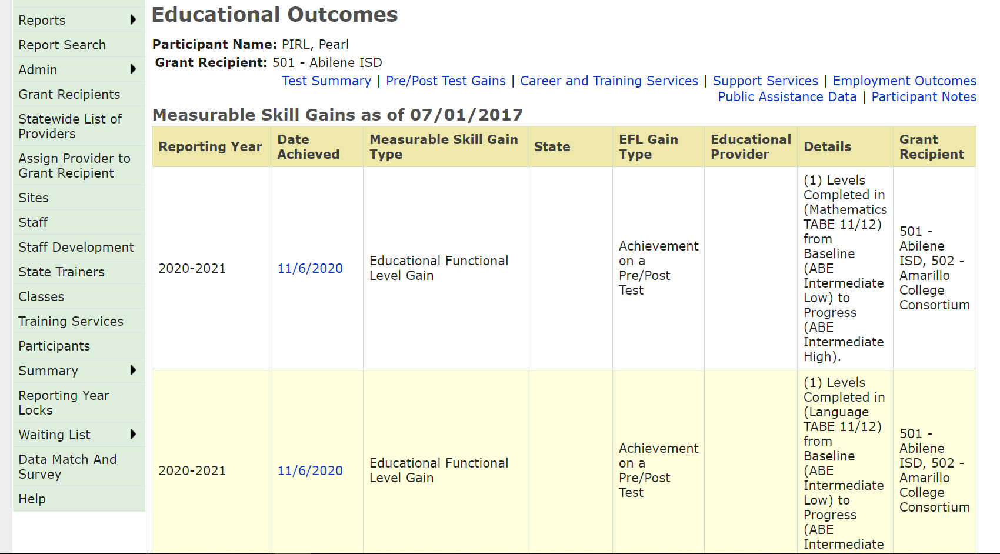 Reports
Report Search
Admin
Grant Recipients
Statewide List of
Providers
Assign Provider to
Grant Recipient
Sites
Staff
Staff Development
State Trainers
Classes
Training Services
Participants
Summary
Reporting Year
Locks
Waiting List
Data Match And
Survey
Help
Educational Outcomes
Participant Name: PIRL, Pearl
Grant Recipient: 501 - Abilene ISD
Test Summary | Pre/Post Test Gains | Career and Training Services | Support Services | Employment Outcomes
Public Assistance Data | Participant Notes
Measurable Skill Gains as of 07/01/2017
Reporting Year
Date
Achieved
Measurable Skill Gain
Type
State
EFL Gain
Type
Educational
Provider
Details
Grant
Recipient
2020-2021
11/6/2020
Educational Functional
Level Gain
Achievement
on a
Pre/Post
Test
(1) Levels
Completed in
(Mathematics
TABE 11/12)
from
Baseline
(ABE
Intermediate
Low) to
Progress
(ABE
Intermediate
High).
501 -
Abilene
ISD, 502 -
Amarillo
College
Consortium
2020-2021
11/6/2020
Educational Functional
Level Gain
Achievement
on a
Pre/Post
Test
(1) Levels
Completed in
(Language
TABE 11/12)
from
Baseline
(ABE
Intermediate
Low) to
Progress
(ABE
Intermediate
501 -
Abilene
ISD, 502 -
Amarillo
College
Consortium